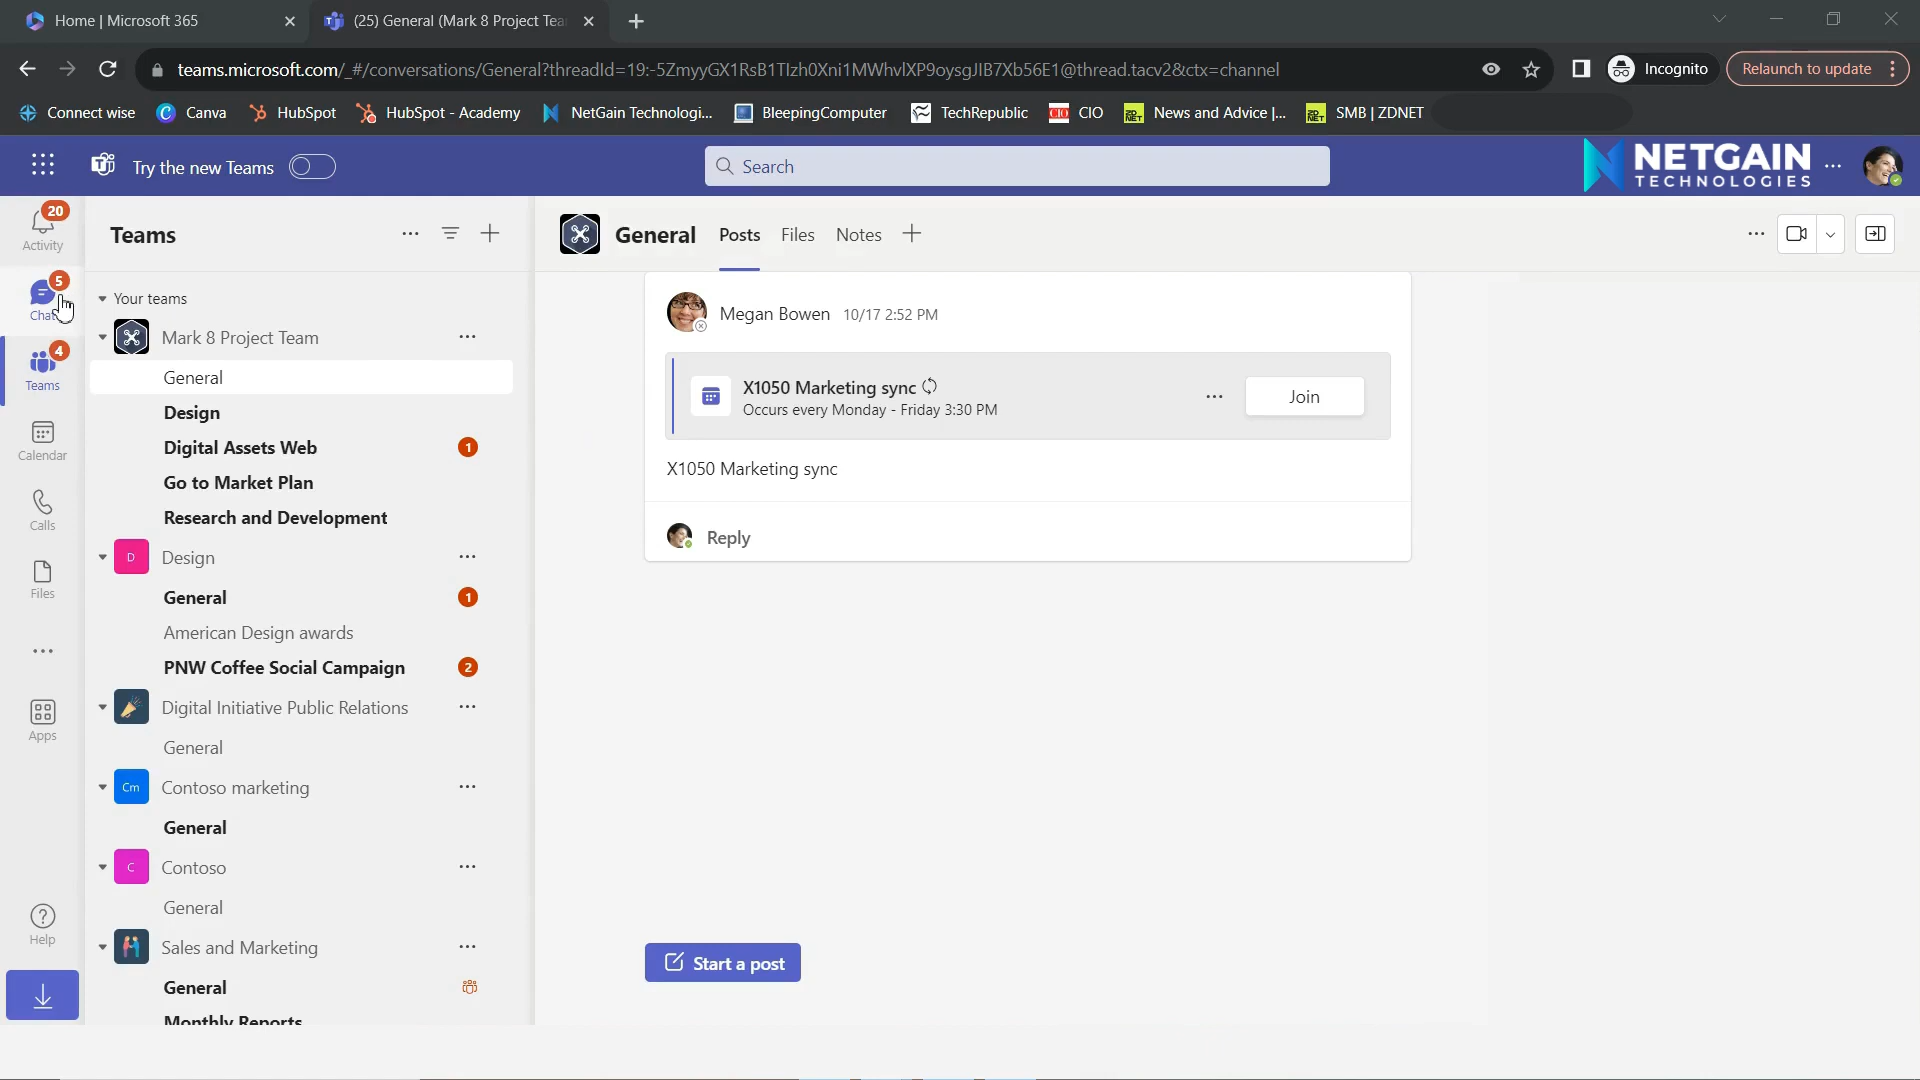 Home | Microsoft 365
(25) General (Mark 8 Project Tea
teams.microsoft.com/_#/conversations/General?threadId=19:-5ZmyyGX1RsB1TIzh0Xni1MWhvlXP9oysgJIB7Xb56E1@thread.tacv2&ctx=channel
Incognito
Relaunch to update
Connect wise
Canva
HubSpot
HubSpot - Academy
NetGain Technologi...
BleepingComputer
TechRepublic
CIO
CIO
ZD
NET
News and Advice |...
ZD
NET
SMB | ZDNET
Try the new Teams
Search
NETGAIN
TECHNOLOGIES
20
Activity
5
Chat
4
Teams
Calendar
Calls
Files
Apps
Help
Teams
Your teams
Mark 8 Project Team
General
Design
Digital Assets Web
1
Go to Market Plan
Research and Development
D
Design
General
1
American Design awards
PNW Coffee Social Campaign
2
Digital Initiative Public Relations
General
Cm
Contoso marketing
General
C
Contoso
General
Sales and Marketing
General
Monthly Reports
General
Posts
Files
Notes
Megan Bowen 10/17 2:52 PM
X1050 Marketing sync
Occurs every Monday - Friday 3:30 PM
Join
X1050 Marketing sync
Reply
Start a post